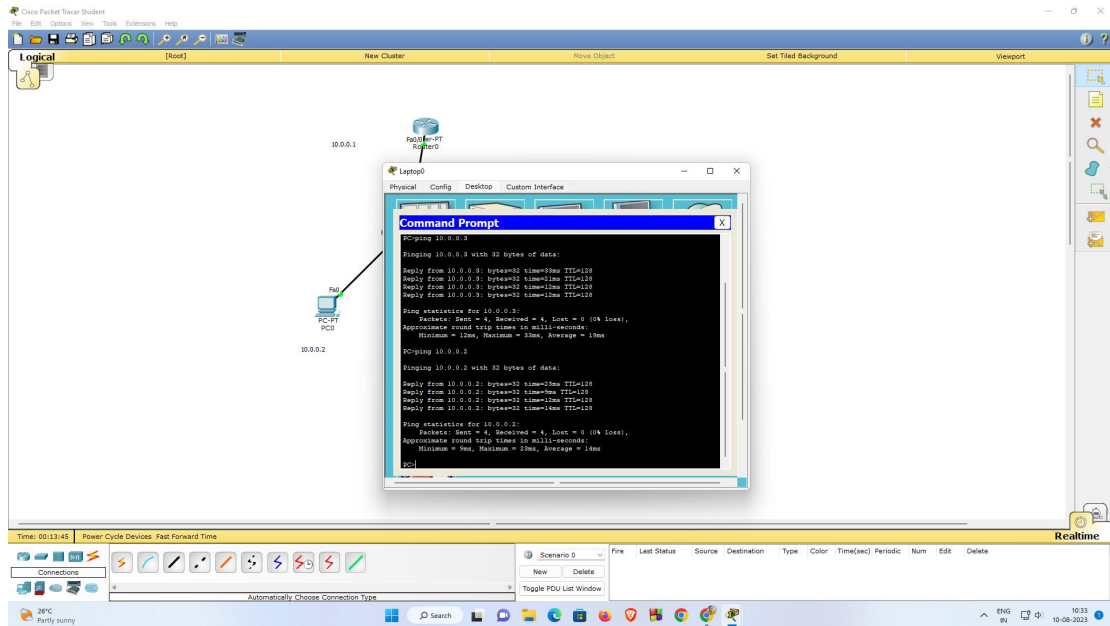 Cisco Packet Tracer Student
File Edit Options View Tools Extensions Help
Logical
[Root]
New Cluster
Move Object
Set Tiled Background
Viewport
10.0.0.1
Router0
Fa0
PC-PT
PC0
10.0.0.2
Laptop0
Physical Config Desktop Custom Interface
Command Prompt
X
PC>ping 10.0.0.3
Pinging 10.0.0.3 with 32 bytes of data:
Reply from 10.0.0.3: bytes=32 time=33ms TTL=128
Reply from 10.0.0.3: bytes=32 time=21ms TTL=128
Reply from 10.0.0.3: bytes=32 time=12ms TTL=128
Reply from 10.0.0.3: bytes=32 time=12ms TTL=128
Ping statistics for 10.0.0.3:
Packets: Sent = 4, Received = 4, Lost = 0 (0% loss),
Approximate round trip times in milli-seconds:
Minimum = 12ms, Maximum = 33ms, Average = 19ms
PC>ping 10.0.0.2
Pinging 10.0.0.2 with 32 bytes of data:
Reply from 10.0.0.2: bytes=32 time=23ms TTL=128
Reply from 10.0.0.2: bytes=32 time=9ms TTL=128
Reply from 10.0.0.2: bytes=32 time=12ms TTL=128
Reply from 10.0.0.2: bytes=32 time=14ms TTL=128
Ping statistics for 10.0.0.2:
Packets: Sent = 4, Received = 4, Lost = 0 (0% loss),
Approximate round trip times in milli-seconds:
Minimum = 9ms, Maximum = 23ms, Average = 14ms
PC>
Time: 00:13:45 Power Cycle Devices Fast Forward Time
Realtime
Connections
Automatically Choose Connection Type
Scenario 0
New Delete
Toggle PDU List Window
Fire Last Status Source Destination Type Color Time(sec) Periodic Num Edit Delete
26°C
Partly sunny
Search
ENG
IN
10:33
10-08-2023